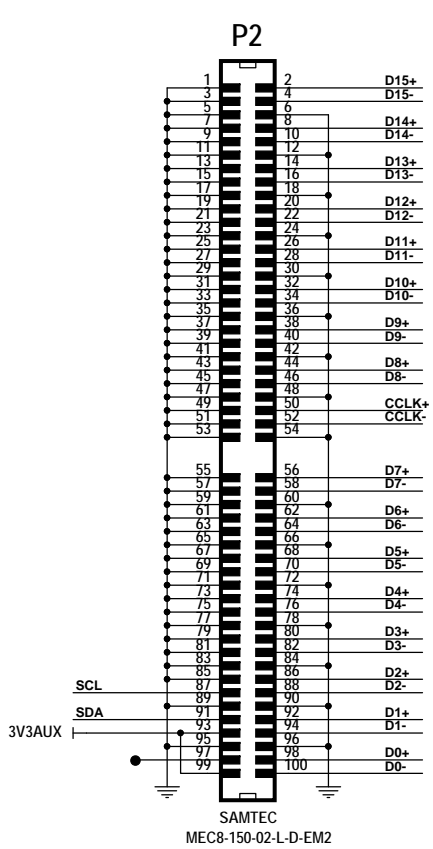 P2
1 2 D15+
3 4 D15-
5 6
7 8 D14+
9 10 D14-
11 12
13 14 D13+
15 16 D13-
17 18
19 20 D12+
21 22 D12-
23 24
25 26 D11+
27 28 D11-
29 30
31 32 D10+
33 34 D10-
35 36
37 38 D9+
39 40 D9-
41 42
43 44 D8+
45 46 D8-
47 48
49 50 CCLK+
51 52 CCLK-
53 54
55 56 D7+
57 58 D7-
59 60
61 62 D6+
63 64 D6-
65 66
67 68 D5+
69 70 D5-
71 72
73 74 D4+
75 76 D4-
77 78
79 80 D3+
81 82 D3-
83 84
85 86 D2+
SCL 87 88 D2-
89 90
SDA 91 92 D1+
3V3AUX 93 94 D1-
95 96
97 98 D0+
99 100 D0-
SAMTEC
MEC8-150-02-L-D-EM2